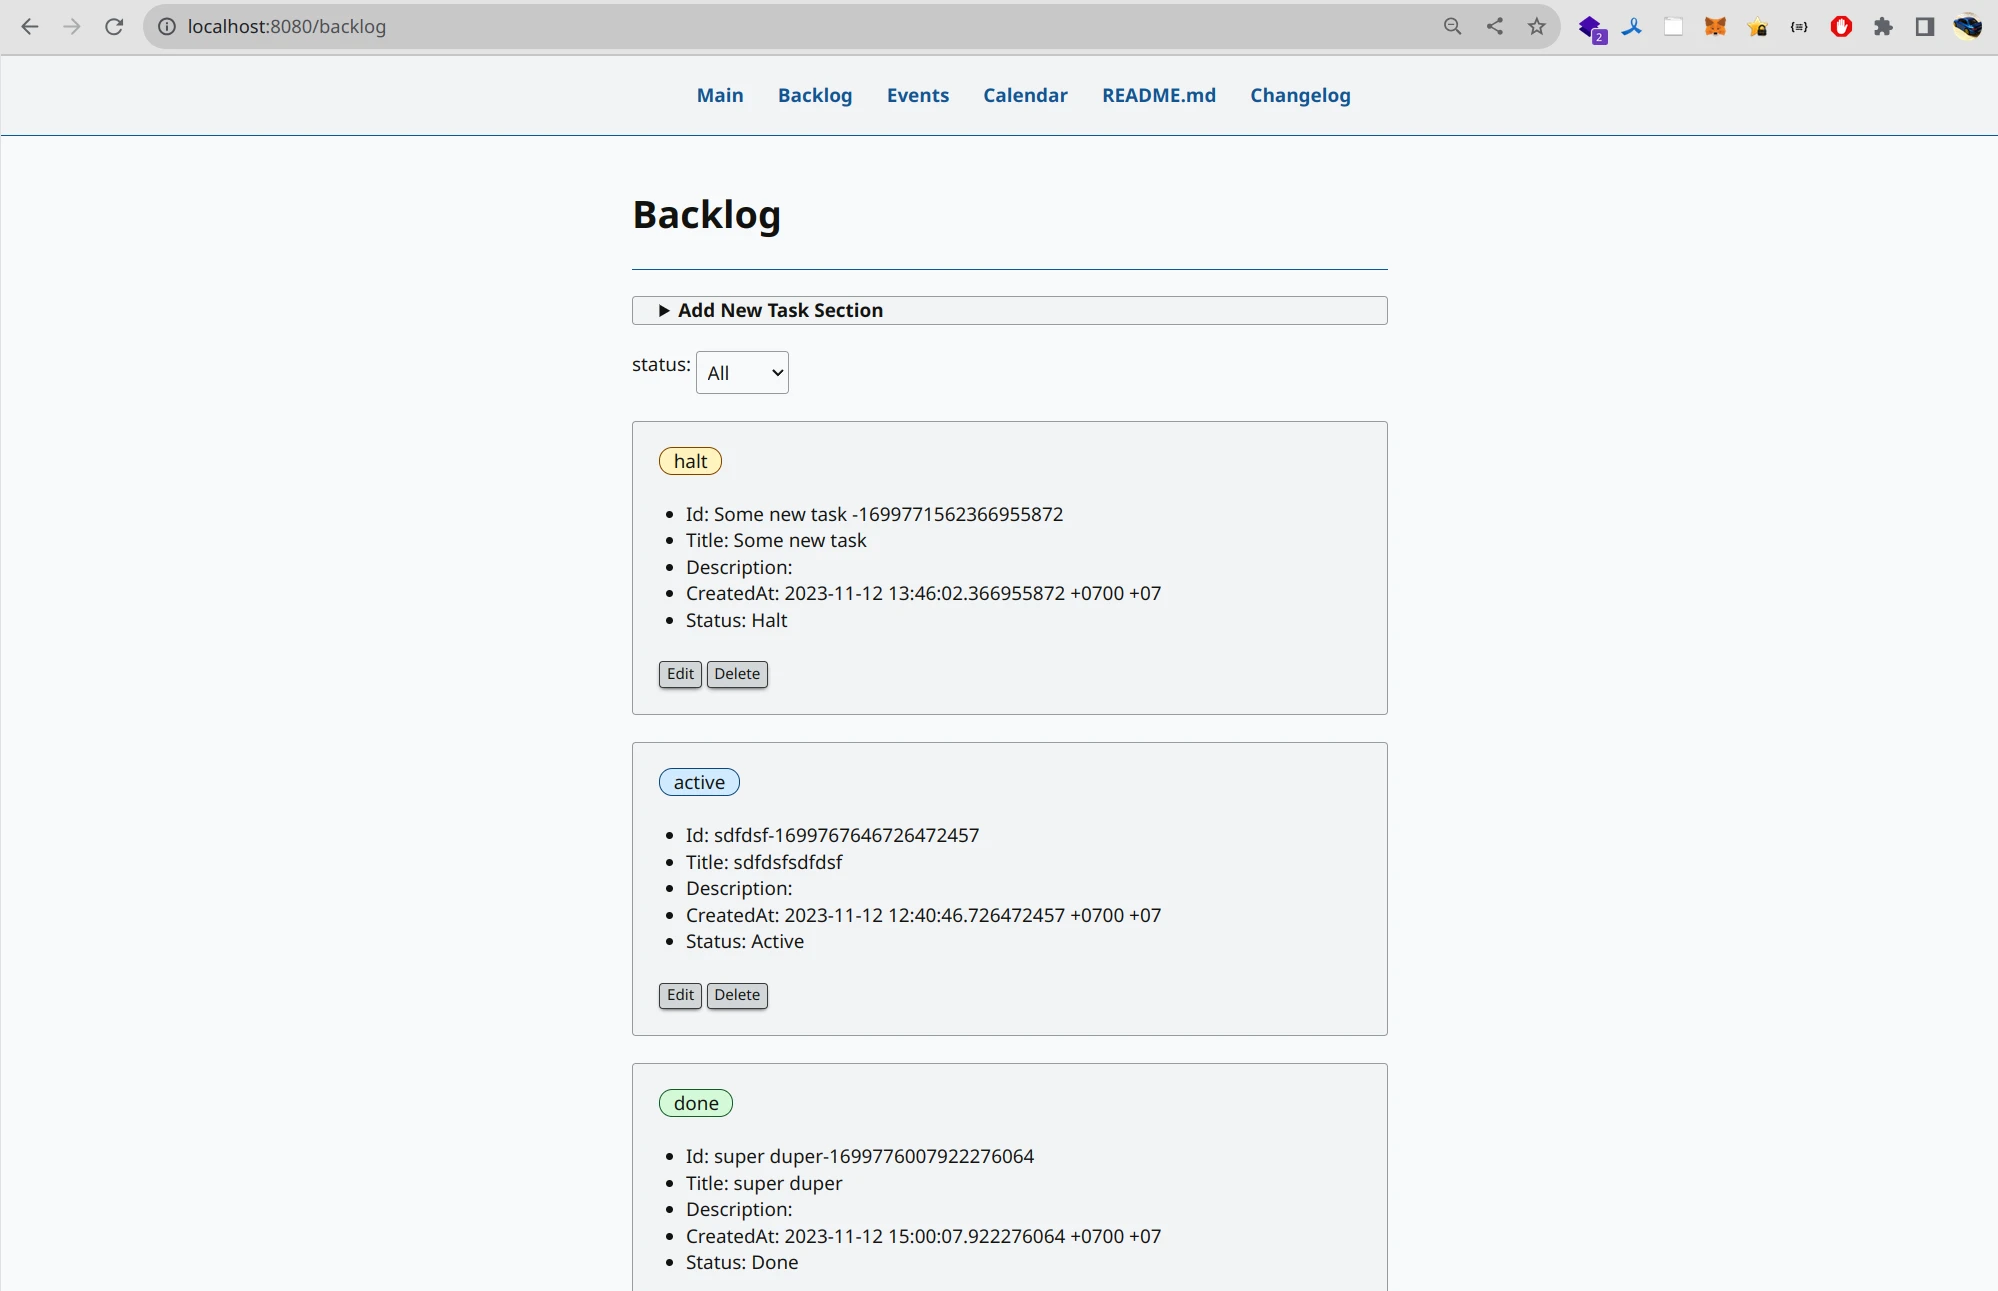 localhost:8080/backlog
2
Main Backlog Events Calendar README.md Changelog
Backlog
Add New Task Section
status: All
halt
Id: Some new task -1699771562366955872
Title: Some new task
Description:
CreatedAt: 2023-11-12 13:46:02.366955872 +0700 +07
Status: Halt
Edit Delete
active
Id: sdfdsf-1699767646726472457
Title: sdfdsfsdfdsf
Description:
CreatedAt: 2023-11-12 12:40:46.726472457 +0700 +07
Status: Active
Edit Delete
done
Id: super duper-1699776007922276064
Title: super duper
Description:
CreatedAt: 2023-11-12 15:00:07.922276064 +0700 +07
Status: Done